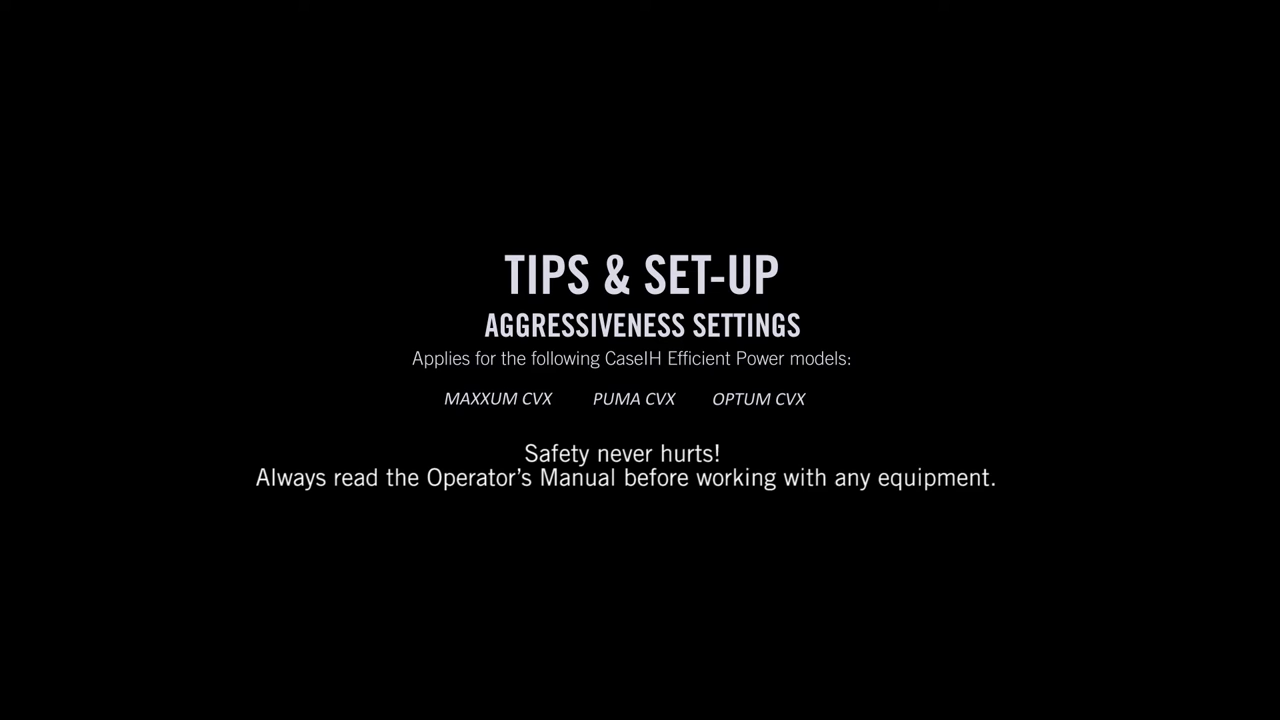 TIPS & SET-UP
AGGRESSIVENESS SETTINGS
Applies for the following CaseIH Efficient Power models:
MAXXUM CVX PUMA CVX OPTUM CVX
Safety never hurts!
Always read the Operator’s Manual before working with any equipment.